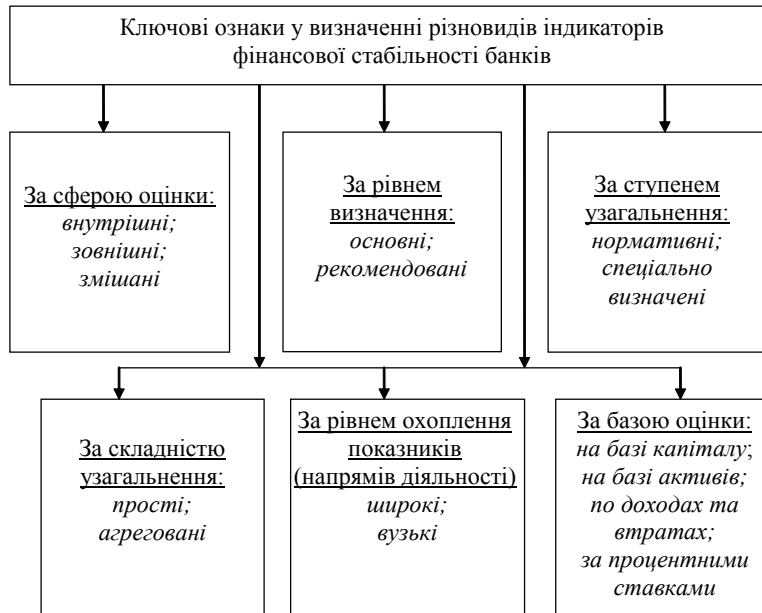 Ключові ознаки у визначенні різновидів індикаторів
фінансової стабільності банків
За сферою оцінки:
внутрішні;
зовнішні;
змішані
За рівнем
визначення:
основні;
рекомендовані
За ступенем
узагальнення:
нормативні;
спеціально
визначені
За складністю
узагальнення:
прості;
агреговані
За рівнем охоплення
показників
(напрямів діяльності)
широкі;
вузькі
За базою оцінки:
на базі капіталу;
на базі активів;
по доходах та
втратах;
за процентними
ставками